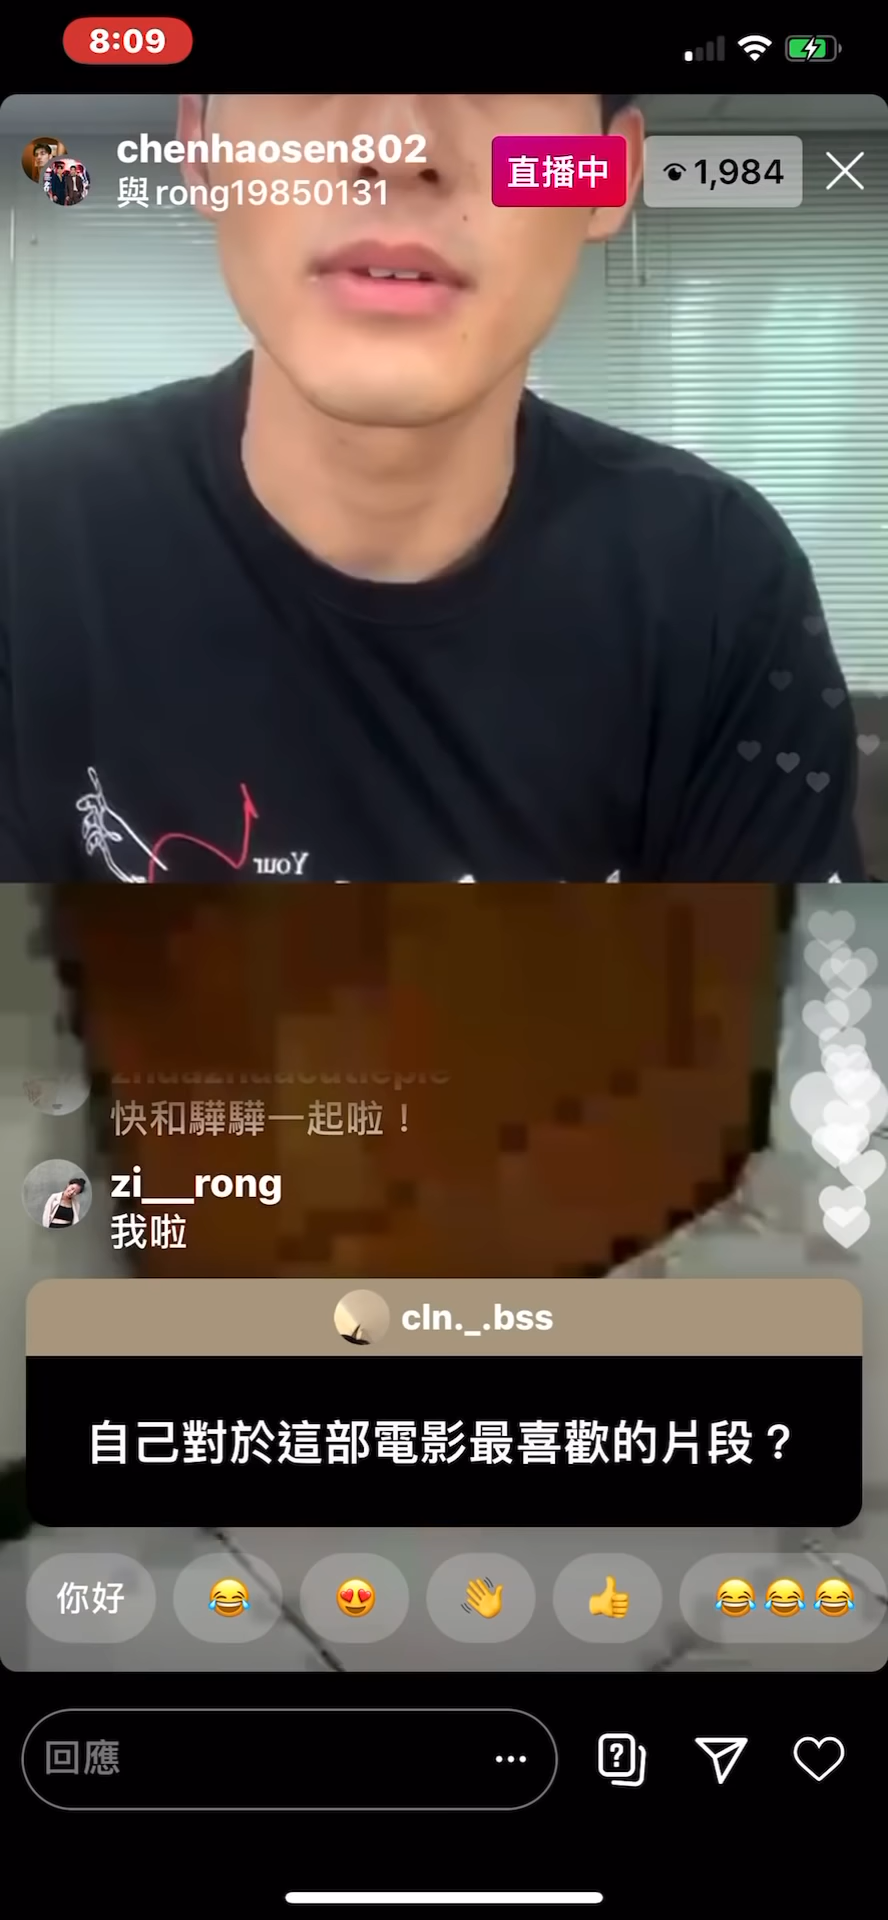 8:09
chenhaosen802
與 rong19850131
直播中
1,984
Your
zhuazhuacutiepie
快和驊驊一起啦！
zi__rong
我啦
cln._.bss
自己對於這部電影最喜歡的片段？
你好
回應